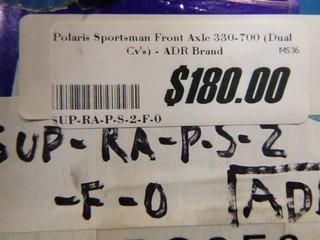 Polaris Sportsman Front Axle 330-700 (Dual
Cv's) - ADR Brand
MS36
$180.00
SUP-RA-P-S-2-F-0
SUP-RA-P-S-2
-F-0
AD